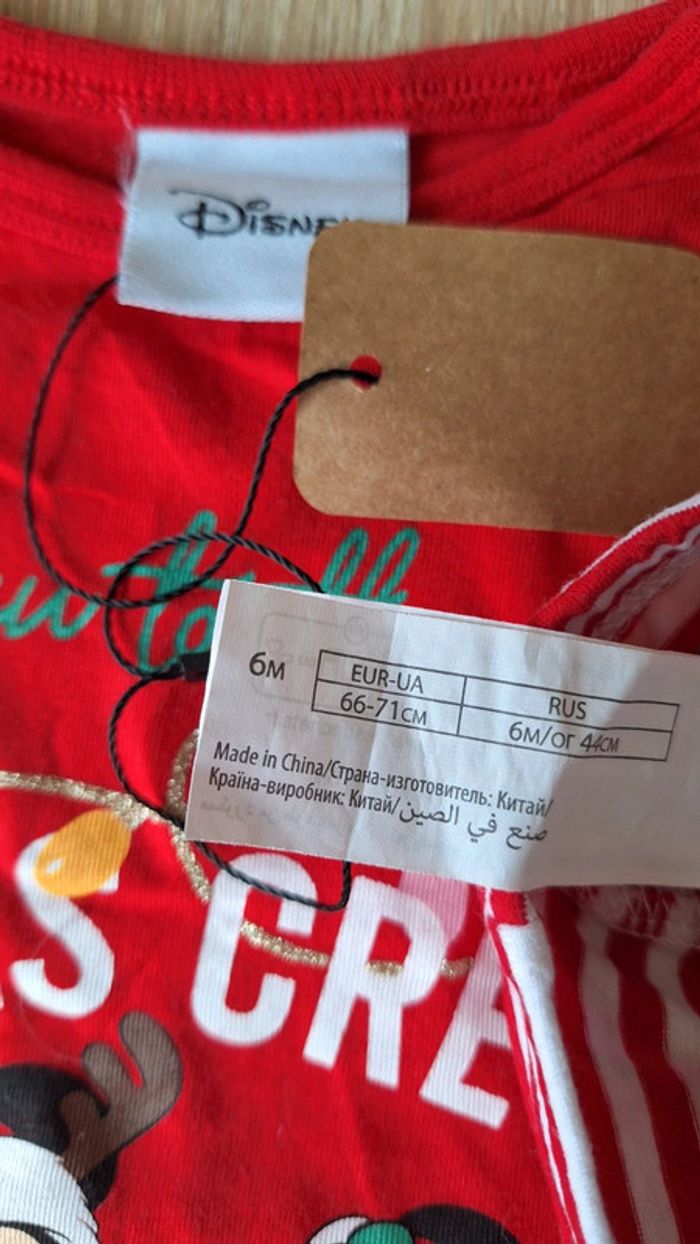 DISNEY
6M
EUR-UA RUS
66-71CM 6M/ОГ 44CM
Made in China/Страна-изготовитель: Китай/
Країна-виробник: Китай/صنع في الصين
S CRE